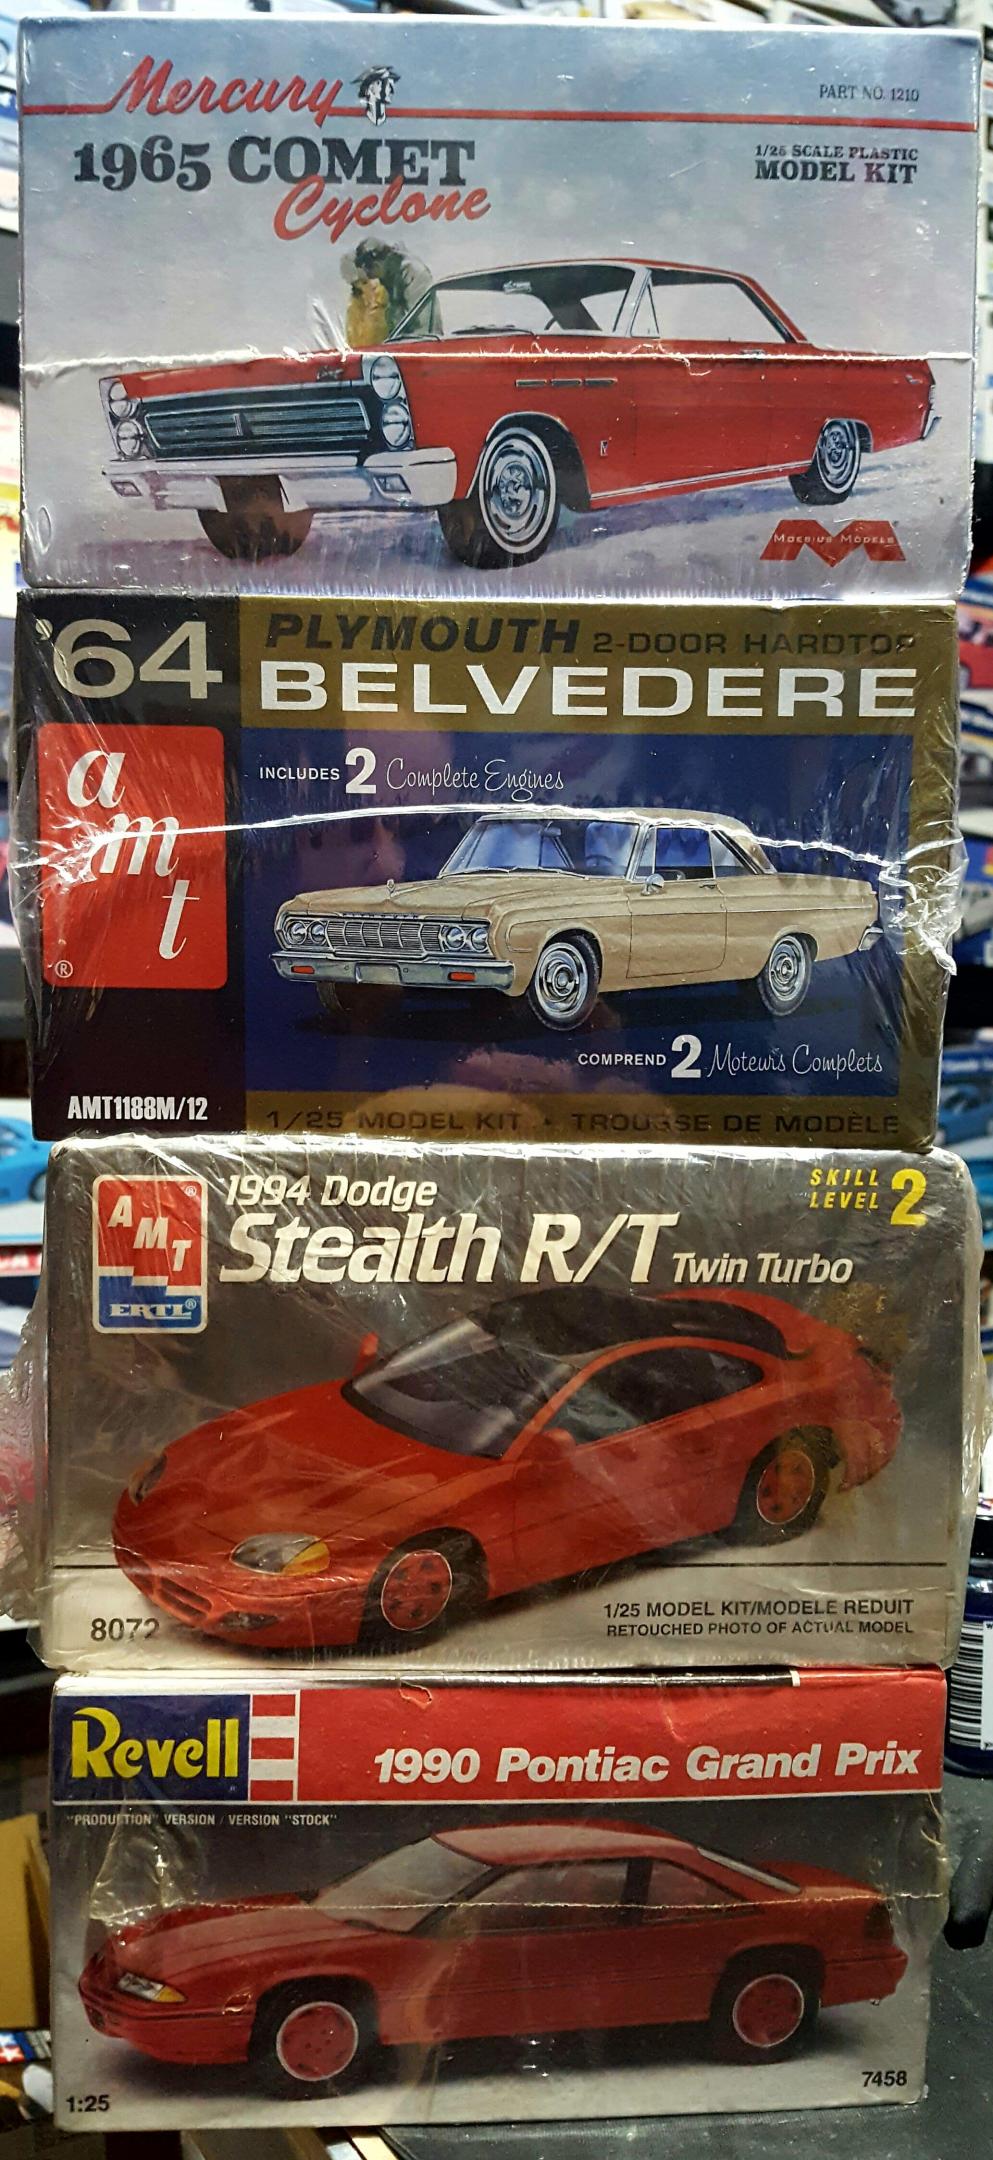 Mercury
PART NO. 1210
1965 COMET
Cyclone
1/25 SCALE PLASTIC
MODEL KIT
MOEBIUS MODELS
'64
PLYMOUTH 2-DOOR HARDTOP
BELVEDERE
amt®
INCLUDES 2 Complete Engines
COMPREND 2 Moteurs Complets
AMT1188M/12
1/25 MODEL KIT • TROUSSE DE MODÈLE
AMT®
ERTL®
1994 Dodge
Stealth R/T Twin Turbo
SKILL
LEVEL 2
8072
1/25 MODEL KIT/MODELE REDUIT
RETOUCHED PHOTO OF ACTUAL MODEL
Revell
1990 Pontiac Grand Prix
"PRODUCTION" VERSION / VERSION "STOCK"
1:25
7458